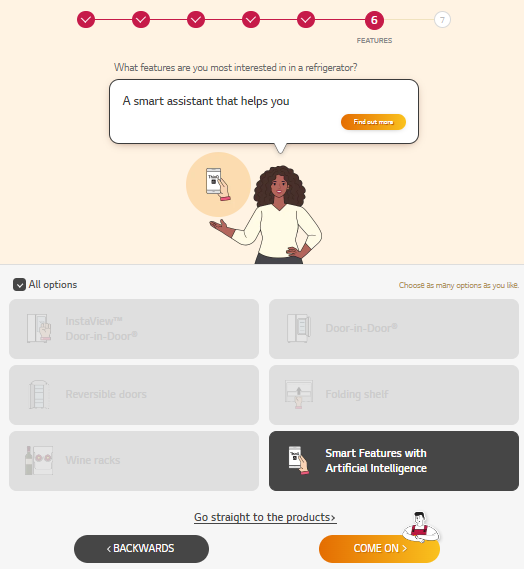 6
7
FEATURES
What features are you most interested in in a refrigerator?
A smart assistant that helps you
Find out more
ThinQ
All options
Choose as many options as you like.
InstaView™
Door-in-Door®
Door-in-Door®
Reversible doors
Folding shelf
Wine racks
Smart Features with
Artificial Intelligence
Go straight to the products›
‹ BACKWARDS
COME ON ›